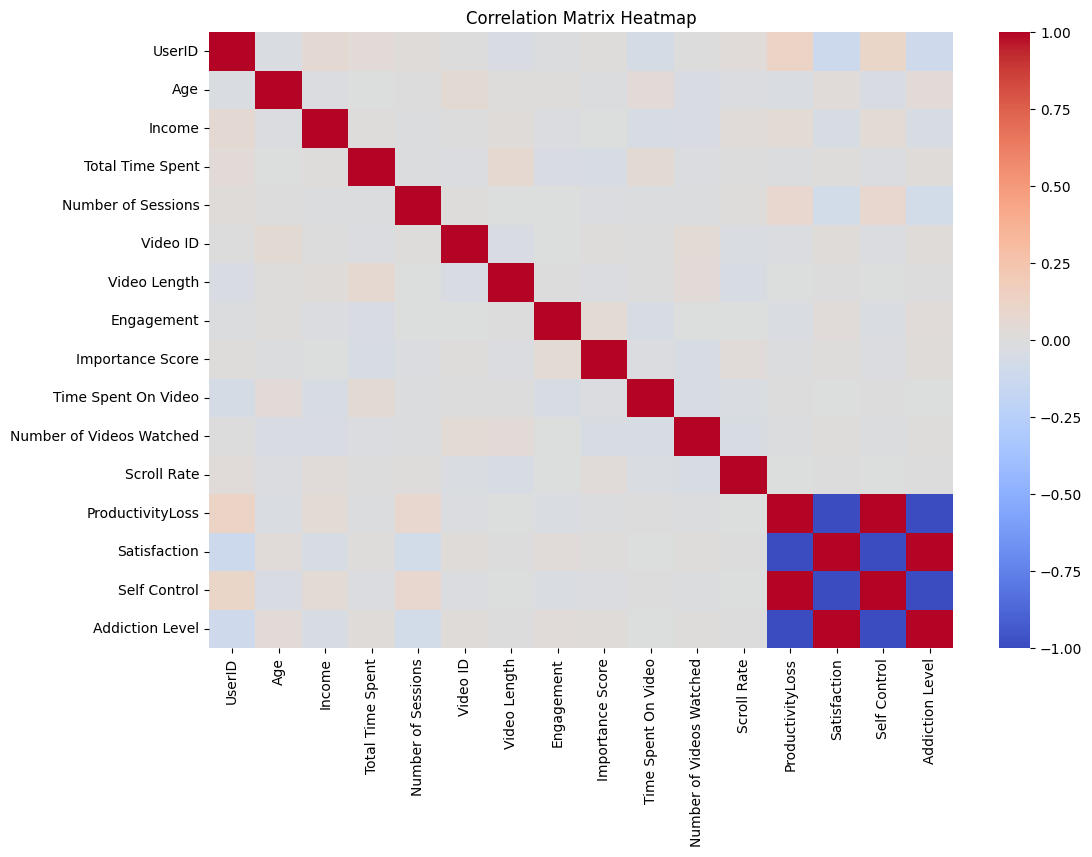 Correlation Matrix Heatmap
UserID
Age
Income
Total Time Spent
Number of Sessions
Video ID
Video Length
Engagement
Importance Score
Time Spent On Video
Number of Videos Watched
Scroll Rate
ProductivityLoss
Satisfaction
Self Control
Addiction Level
UserID
Age
Income
Total Time Spent
Number of Sessions
Video ID
Video Length
Engagement
Importance Score
Time Spent On Video
Number of Videos Watched
Scroll Rate
ProductivityLoss
Satisfaction
Self Control
Addiction Level
1.00
0.75
0.50
0.25
0.00
−0.25
−0.50
−0.75
−1.00